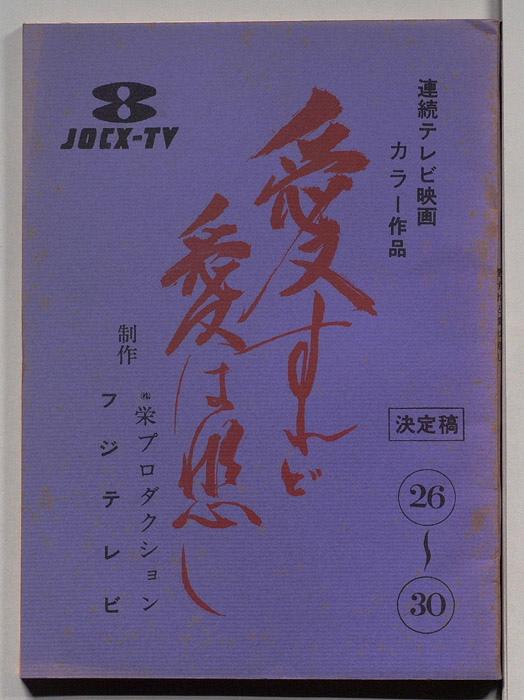 連続テレビ映画
カラー作品
愛すれど
愛は悲し
8
JOCX-TV
制作
㈱栄プロダクション
フジテレビ
決定稿
26
〜
30